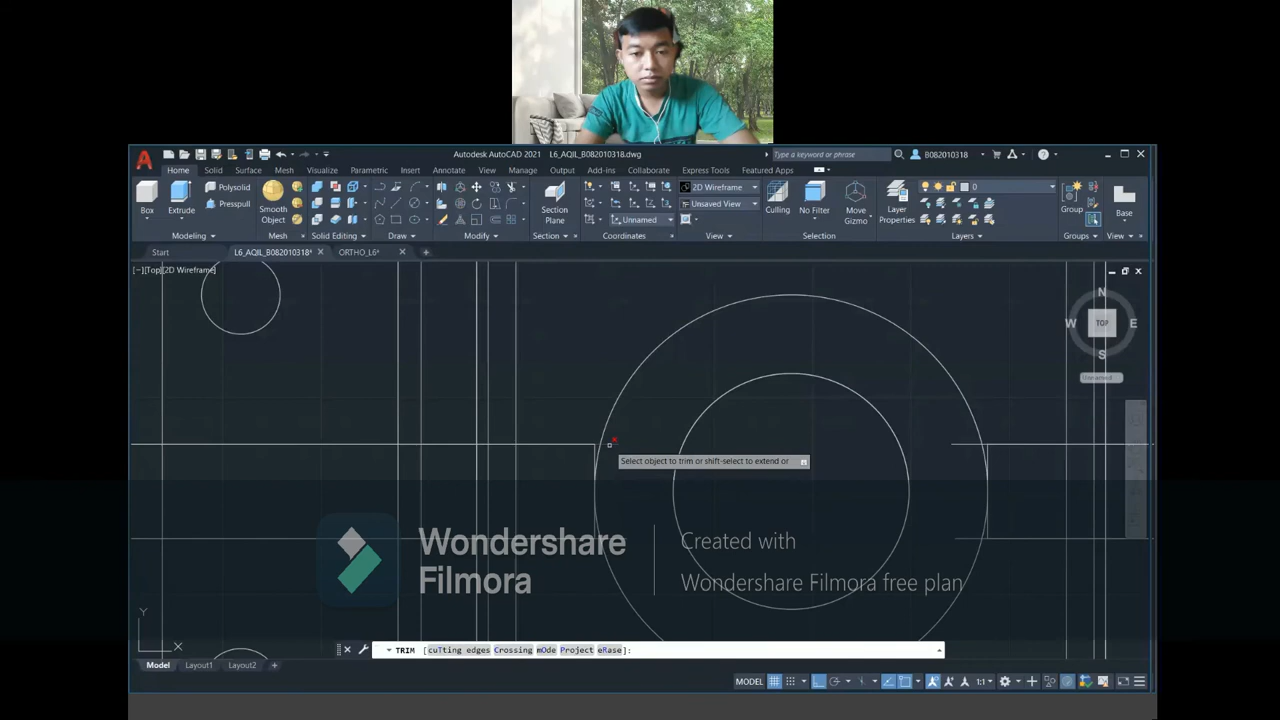 Autodesk AutoCAD 2021 L6_AQIL_B082010318.dwg
Type a keyword or phrase
B082010318
Home Solid Surface Mesh Visualize Parametric Insert Annotate View Manage Output Add-ins Collaborate Express Tools Featured Apps
Box
Extrude
Polysolid
Presspull
Smooth
Object
Section
Plane
2D Wireframe
Unsaved View
Unnamed
Culling
No Filter
Move
Gizmo
Layer
Properties
0
Group
Base
Modeling Mesh Solid Editing Draw Modify Section Coordinates View Selection Layers Groups View
Start L6_AQIL_B082010318* ORTHO_L6*
[−][Top][2D Wireframe]
N
W TOP E
S
Unnamed
Select object to trim or shift-select to extend or
Wondershare
Filmora
Created with
Wondershare Filmora free plan
Y
X
TRIM [cuTting edges Crossing mOde Project eRase]:
Model Layout1 Layout2 +
MODEL 1:1